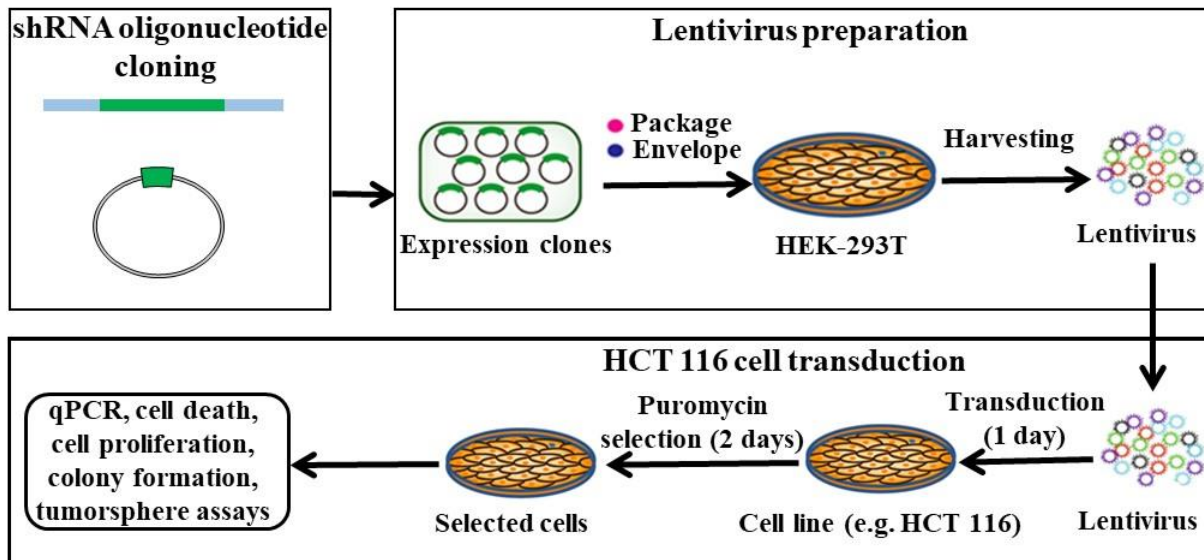 shRNA oligonucleotide
cloning
Lentivirus preparation
Package
Envelope
Harvesting
Expression clones
HEK-293T
Lentivirus
HCT 116 cell transduction
qPCR, cell death,
cell proliferation,
colony formation,
tumorsphere assays
Puromycin
selection (2 days)
Transduction
(1 day)
Selected cells
Cell line (e.g. HCT 116)
Lentivirus